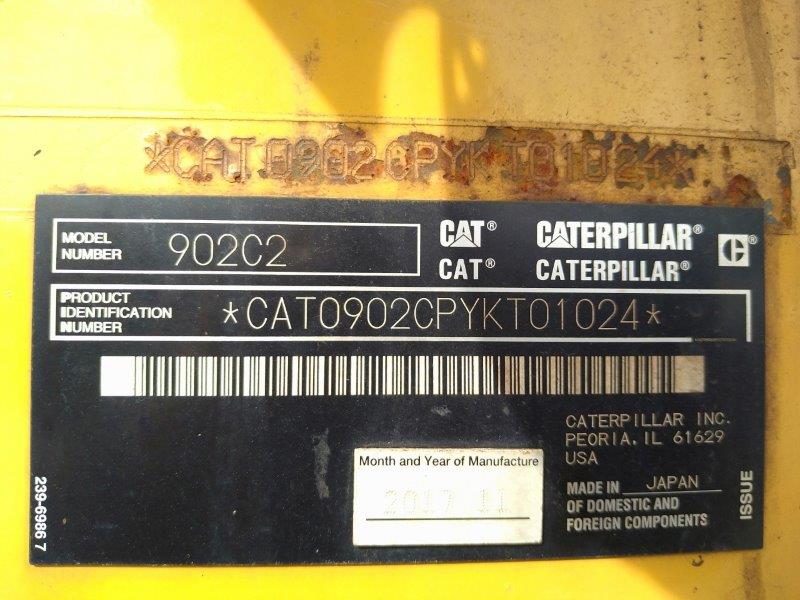 *CAT0902CPYKT01024*
MODEL
NUMBER
902C2
CAT® CATERPILLAR® C®
CAT® CATERPILLAR®
PRODUCT
IDENTIFICATION
NUMBER
*CAT0902CPYKT01024*
CATERPILLAR INC.
PEORIA, IL 61629
USA
Month and Year of Manufacture
2017 11
MADE IN JAPAN
OF DOMESTIC AND
FOREIGN COMPONENTS
ISSUE
239-6986 7